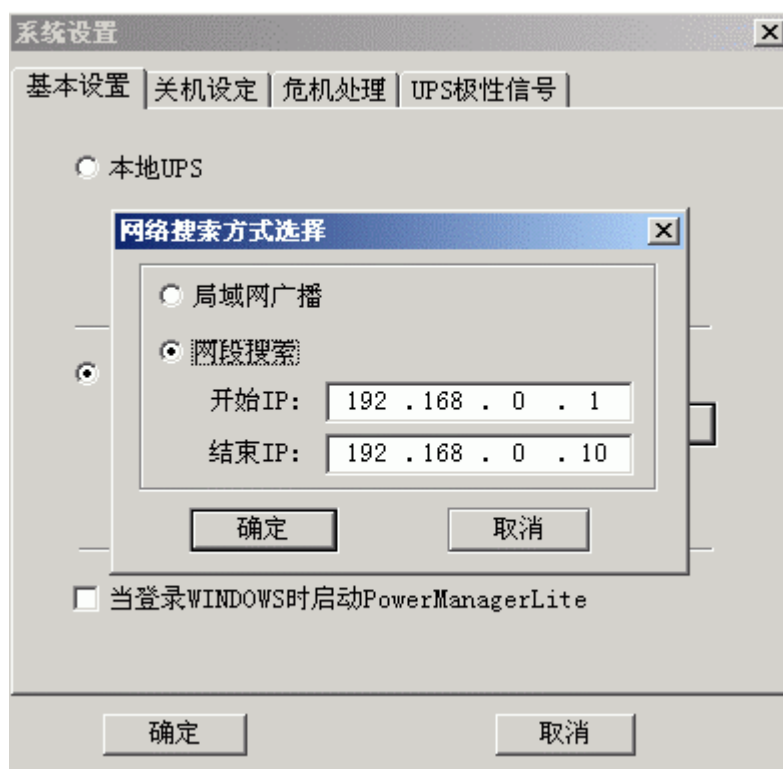 系统设置
基本设置 关机设定 危机处理 UPS极性信号
本地UPS
网络搜索方式选择
局域网广播
网段搜索
开始IP: 192 .168 . 0 . 1
结束IP: 192 .168 . 0 . 10
确定 取消
当登录WINDOWS时启动PowerManagerLite
确定 取消